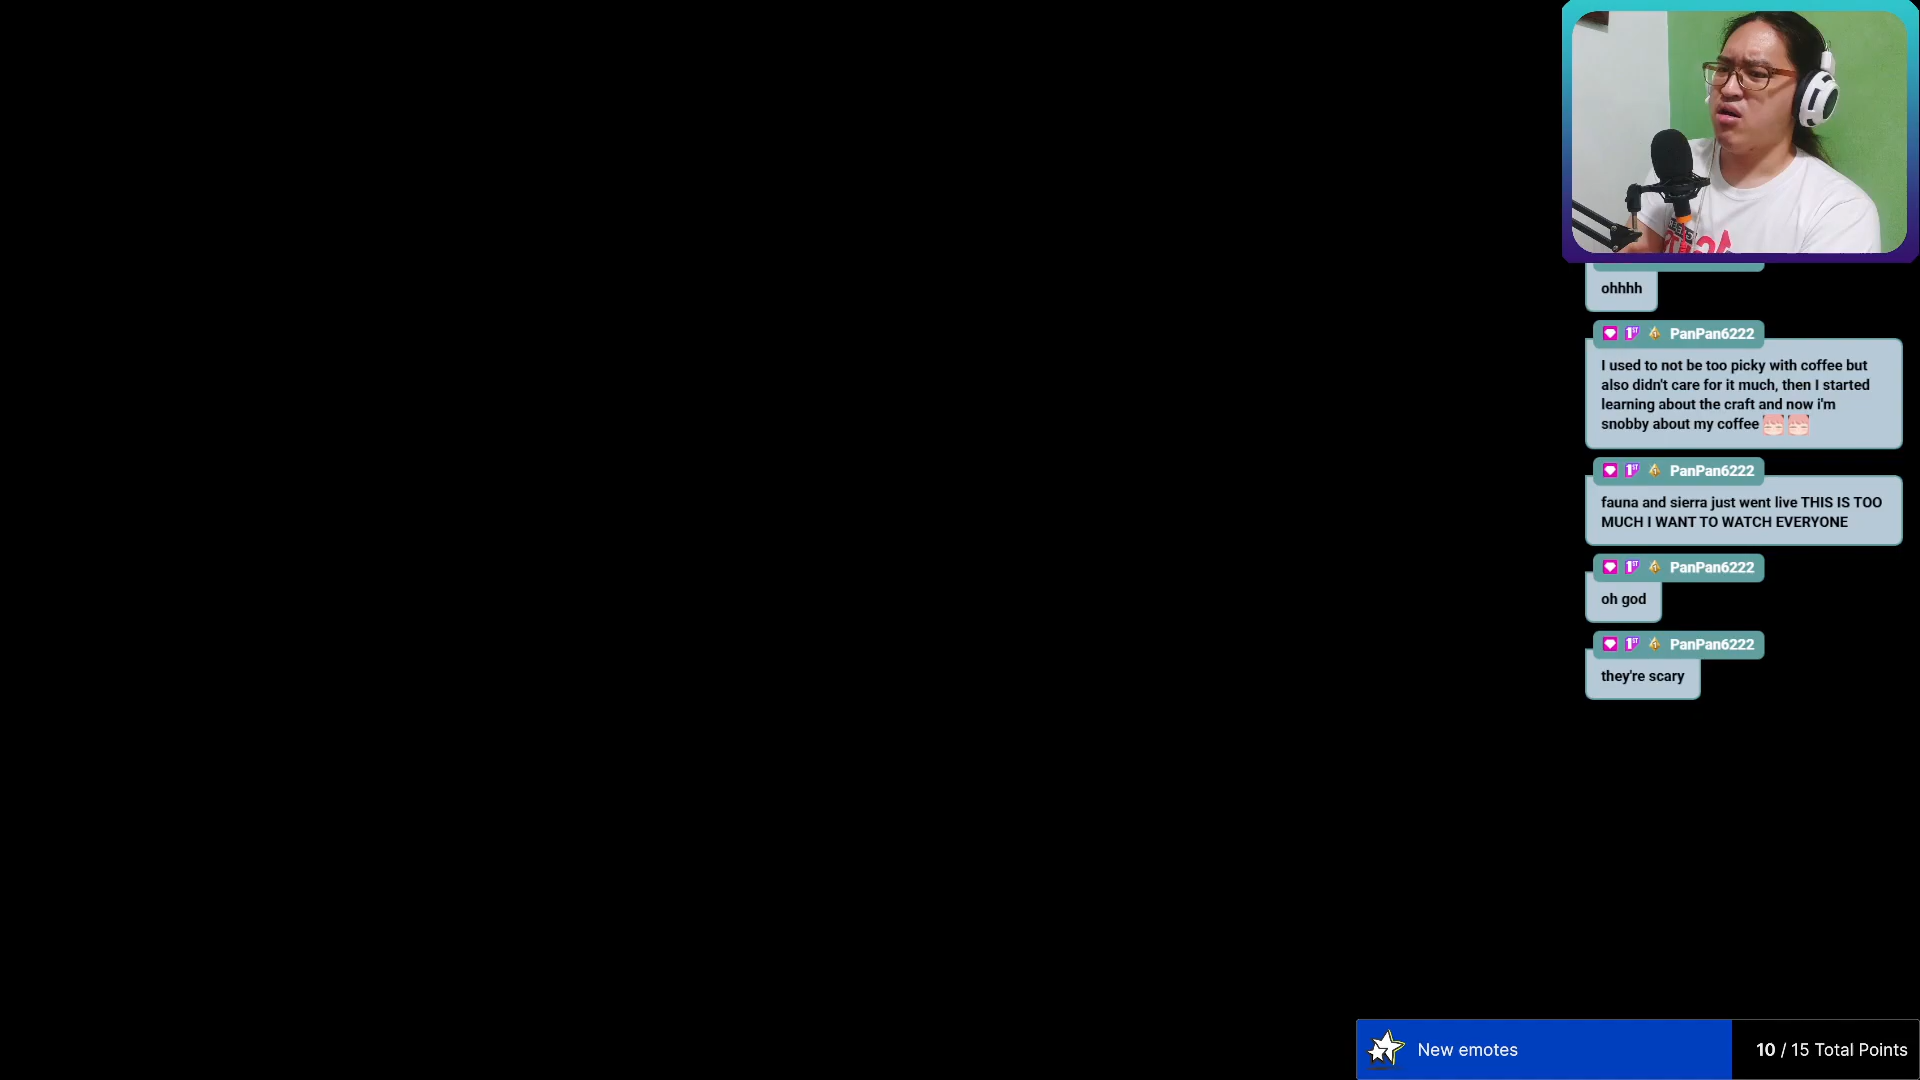 ohhhh
PanPan6222
I used to not be too picky with coffee but
also didn't care for it much, then I started
learning about the craft and now i'm
snobby about my coffee
PanPan6222
fauna and sierra just went live THIS IS TOO
MUCH I WANT TO WATCH EVERYONE
PanPan6222
oh god
PanPan6222
they're scary
New emotes
10 / 15 Total Points